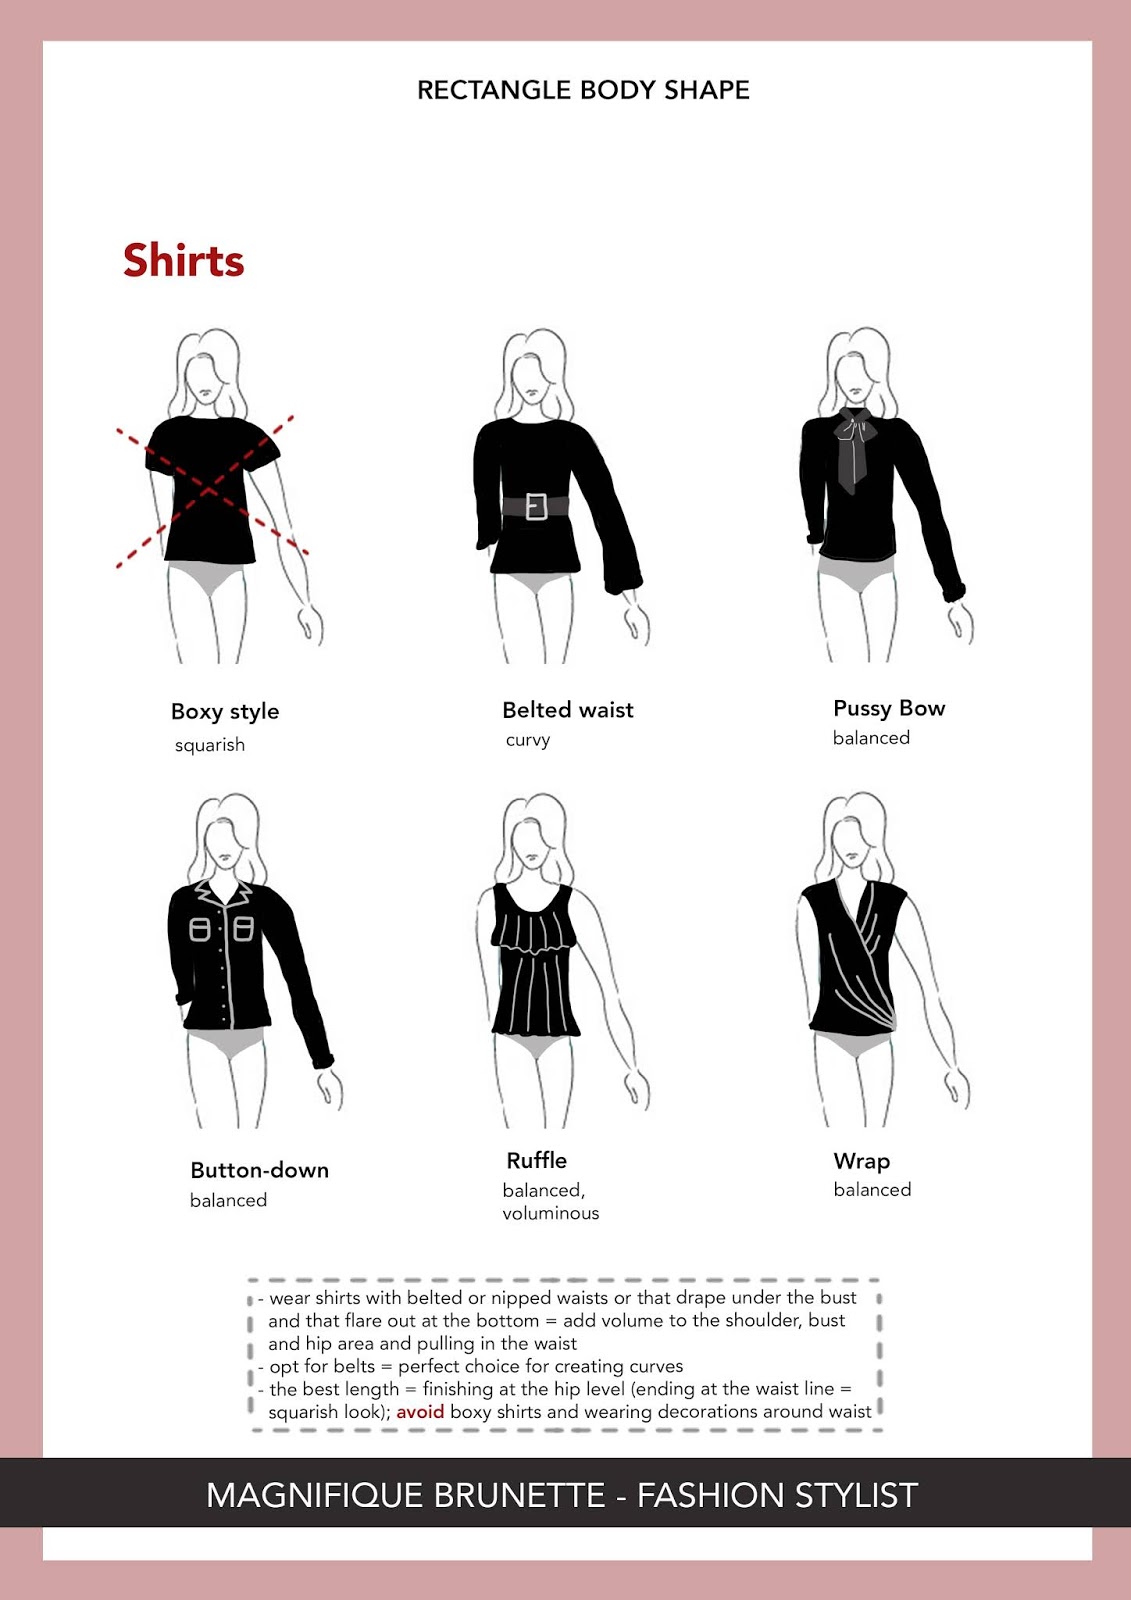 RECTANGLE BODY SHAPE
Shirts
Boxy style
squarish
Belted waist
curvy
Pussy Bow
balanced
Button-down
balanced
Ruffle
balanced,
voluminous
Wrap
balanced
- wear shirts with belted or nipped waists or that drape under the bust
and that flare out at the bottom = add volume to the shoulder, bust
and hip area and pulling in the waist
- opt for belts = perfect choice for creating curves
- the best length = finishing at the hip level (ending at the waist line =
squarish look); avoid boxy shirts and wearing decorations around waist
MAGNIFIQUE BRUNETTE - FASHION STYLIST